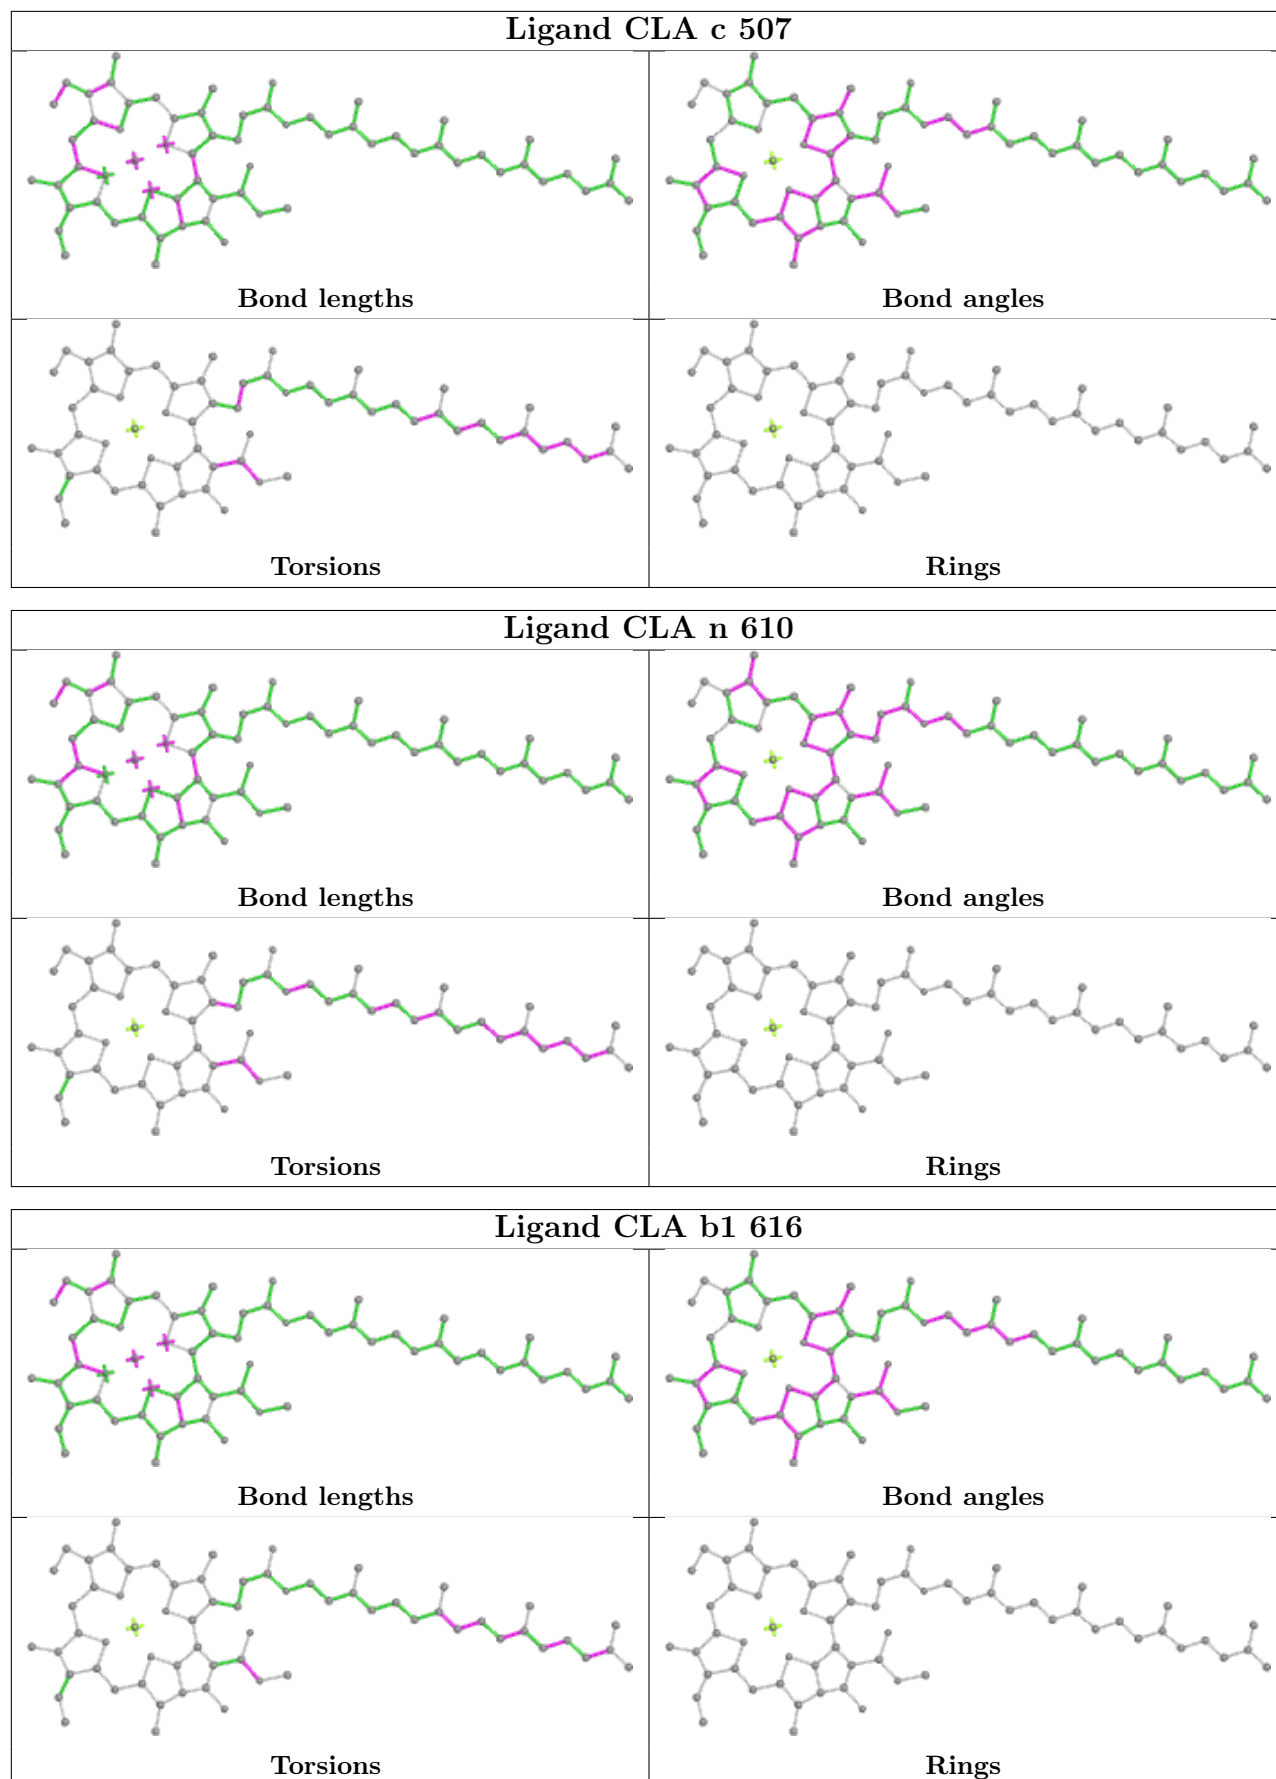 Ligand CLA c 507
Bond lengths
Bond angles
Torsions
Rings
Ligand CLA n 610
Bond lengths
Bond angles
Torsions
Rings
Ligand CLA b1 616
Bond lengths
Bond angles
Torsions
Rings